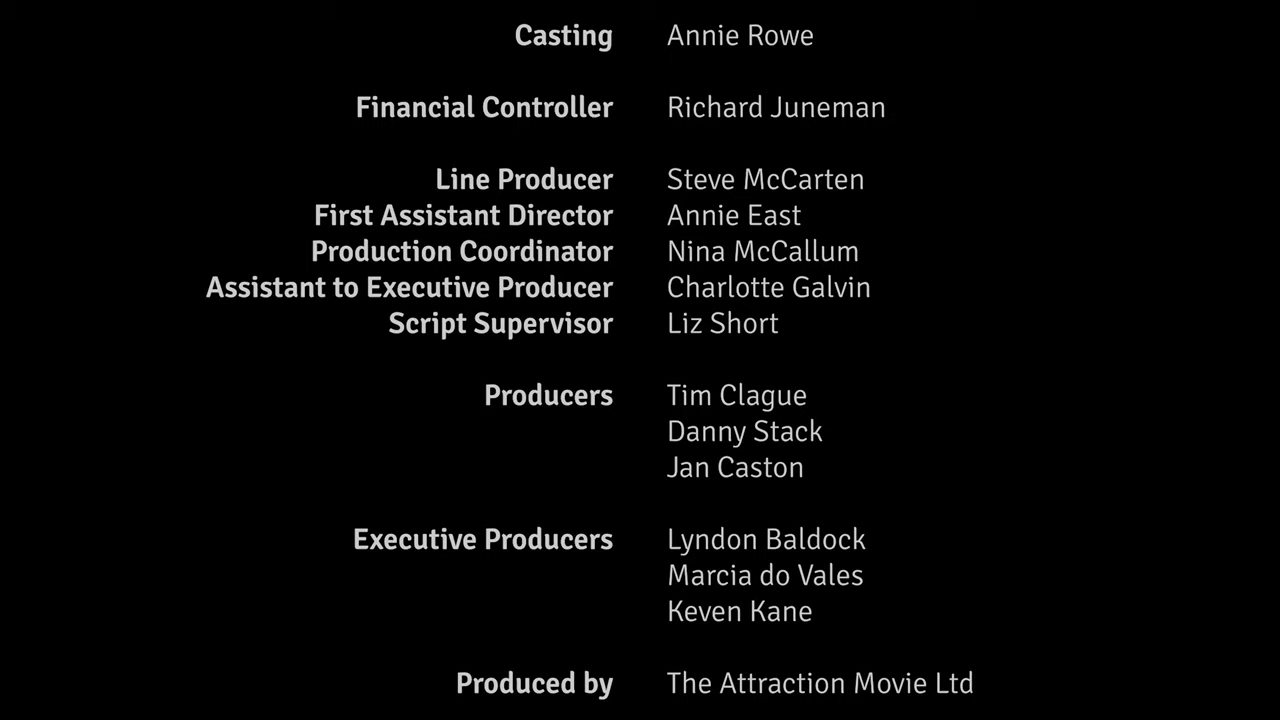 Casting Annie Rowe
Financial Controller Richard Juneman
Line Producer Steve McCarten
First Assistant Director Annie East
Production Coordinator Nina McCallum
Assistant to Executive Producer Charlotte Galvin
Script Supervisor Liz Short
Producers Tim Clague
Danny Stack
Jan Caston
Executive Producers Lyndon Baldock
Marcia do Vales
Keven Kane
Produced by The Attraction Movie Ltd